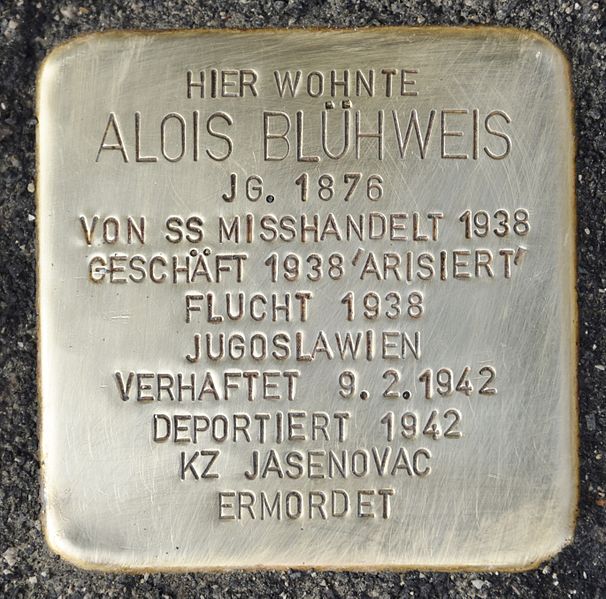 HIER WOHNTE
ALOIS BLÜHWEIS
JG. 1876
VON SS MISSHANDELT 1938
GESCHÄFT 1938 'ARISIERT'
FLUCHT 1938
JUGOSLAWIEN
VERHAFTET 9.2.1942
DEPORTIERT 1942
KZ JASENOVAC
ERMORDET